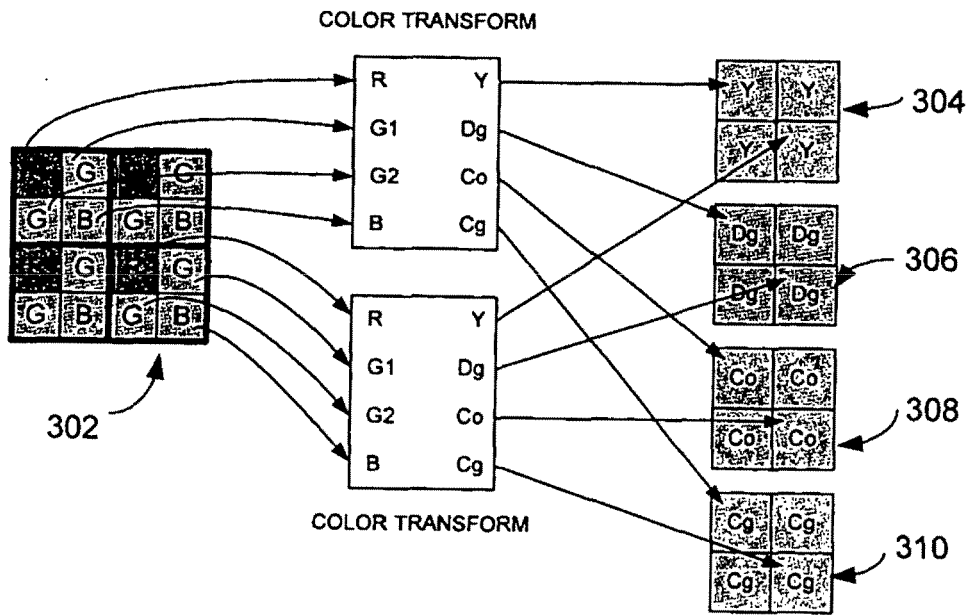 COLOR TRANSFORM
R Y
G1 Dg
G2 Co
B Cg
G G
G B G B
G G
G B G B
302
R Y
G1 Dg
G2 Co
B Cg
COLOR TRANSFORM
Y Y
Y Y
304
Dg Dg
Dg Dg
306
Co Co
Co Co
308
Cg Cg
Cg Cg
310